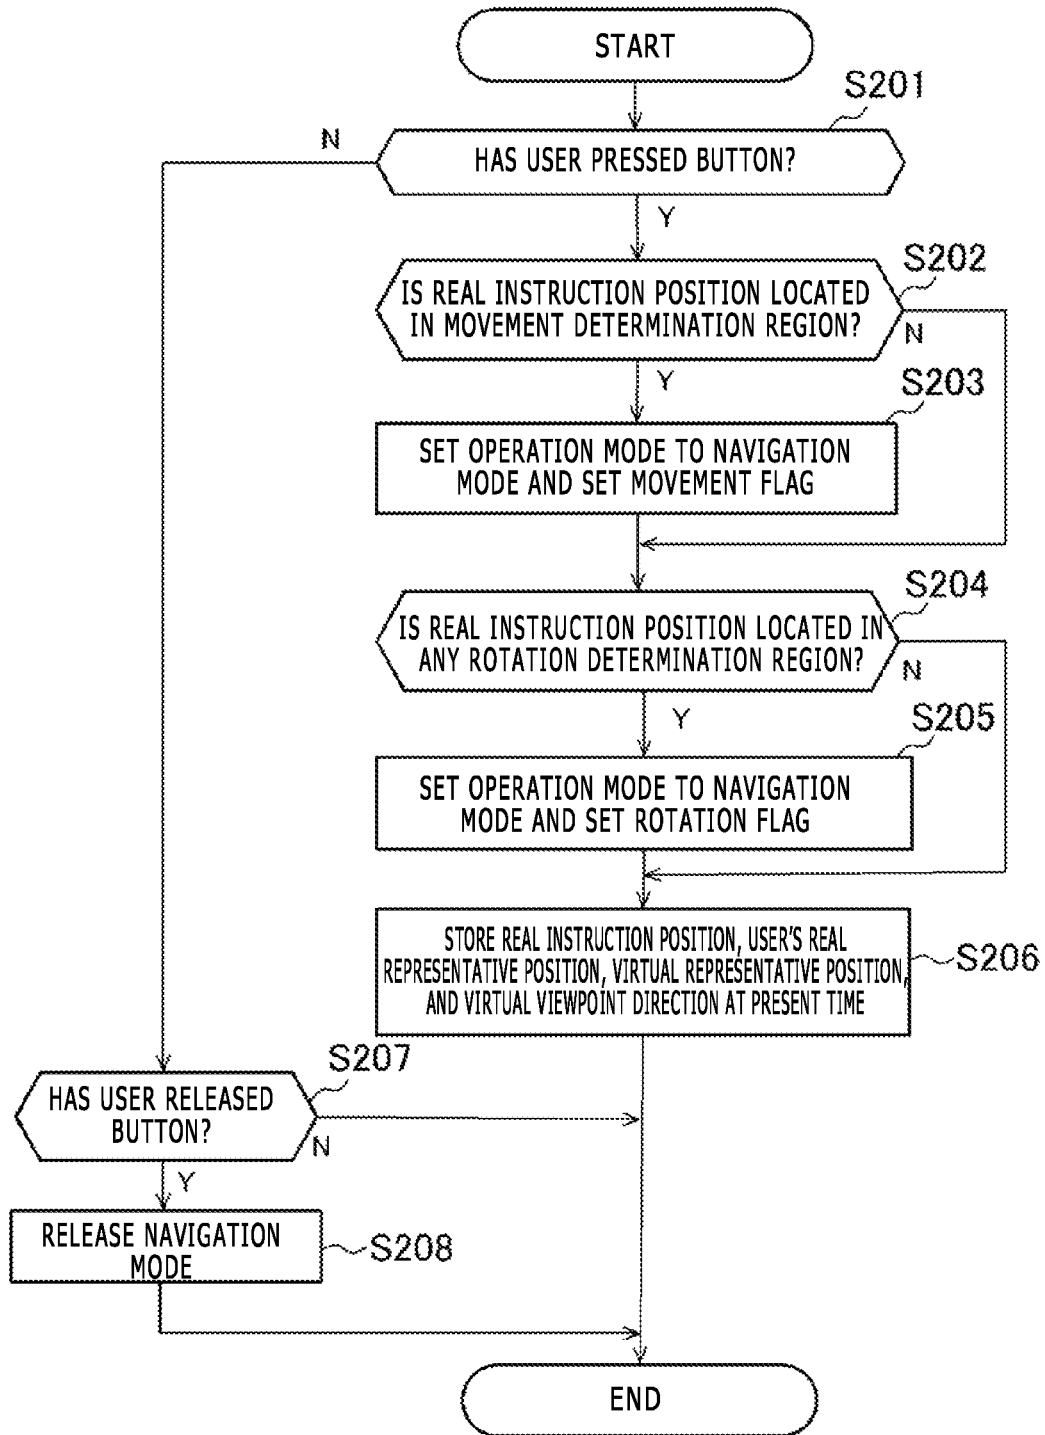 START
S201
N
HAS USER PRESSED BUTTON?
Y
S202
IS REAL INSTRUCTION POSITION LOCATED
IN MOVEMENT DETERMINATION REGION?
N
Y
S203
SET OPERATION MODE TO NAVIGATION
MODE AND SET MOVEMENT FLAG
S204
IS REAL INSTRUCTION POSITION LOCATED IN
ANY ROTATION DETERMINATION REGION?
N
Y
S205
SET OPERATION MODE TO NAVIGATION
MODE AND SET ROTATION FLAG
STORE REAL INSTRUCTION POSITION, USER'S REAL
REPRESENTATIVE POSITION, VIRTUAL REPRESENTATIVE POSITION,
AND VIRTUAL VIEWPOINT DIRECTION AT PRESENT TIME
S206
S207
HAS USER RELEASED
BUTTON?
N
Y
RELEASE NAVIGATION
MODE
S208
END